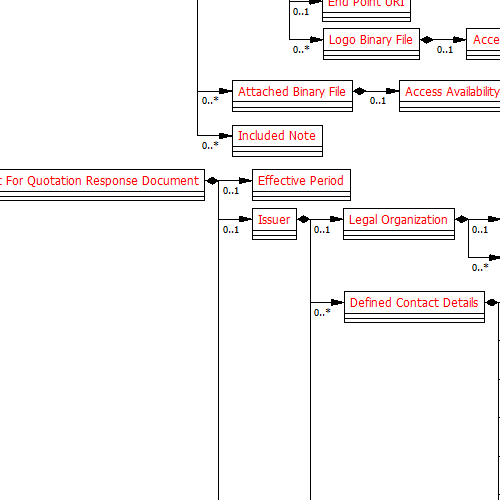 End Point URI
0..1
Logo Binary File
0..*
0..1
Attached Binary File
Access Availability
0..*
0..1
Included Note
0..*
For Quotation Response Document
Effective Period
0..1
Issuer
Legal Organization
0..1
0..1
0..1
0..*
Defined Contact Details
0..*